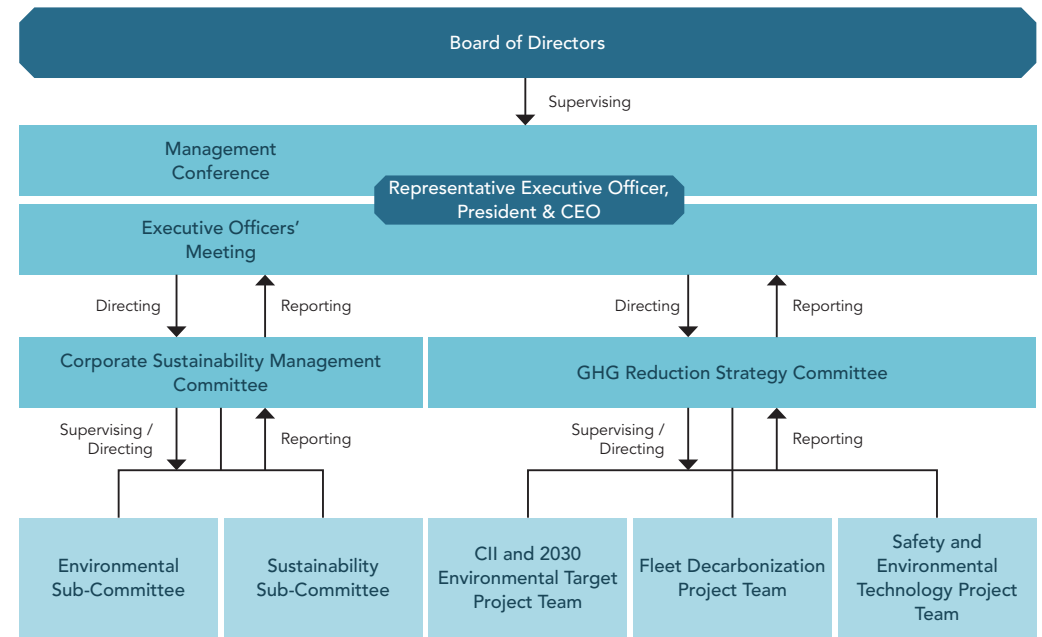 Board of Directors
Supervising
Management
Conference
Representative Executive Officer,
President & CEO
Executive Officers’
Meeting
Directing
Reporting
Directing
Reporting
Corporate Sustainability Management
Committee
GHG Reduction Strategy Committee
Supervising /
Directing
Reporting
Supervising /
Directing
Reporting
Environmental
Sub-Committee
Sustainability
Sub-Committee
CII and 2030
Environmental Target
Project Team
Fleet Decarbonization
Project Team
Safety and
Environmental
Technology Project
Team